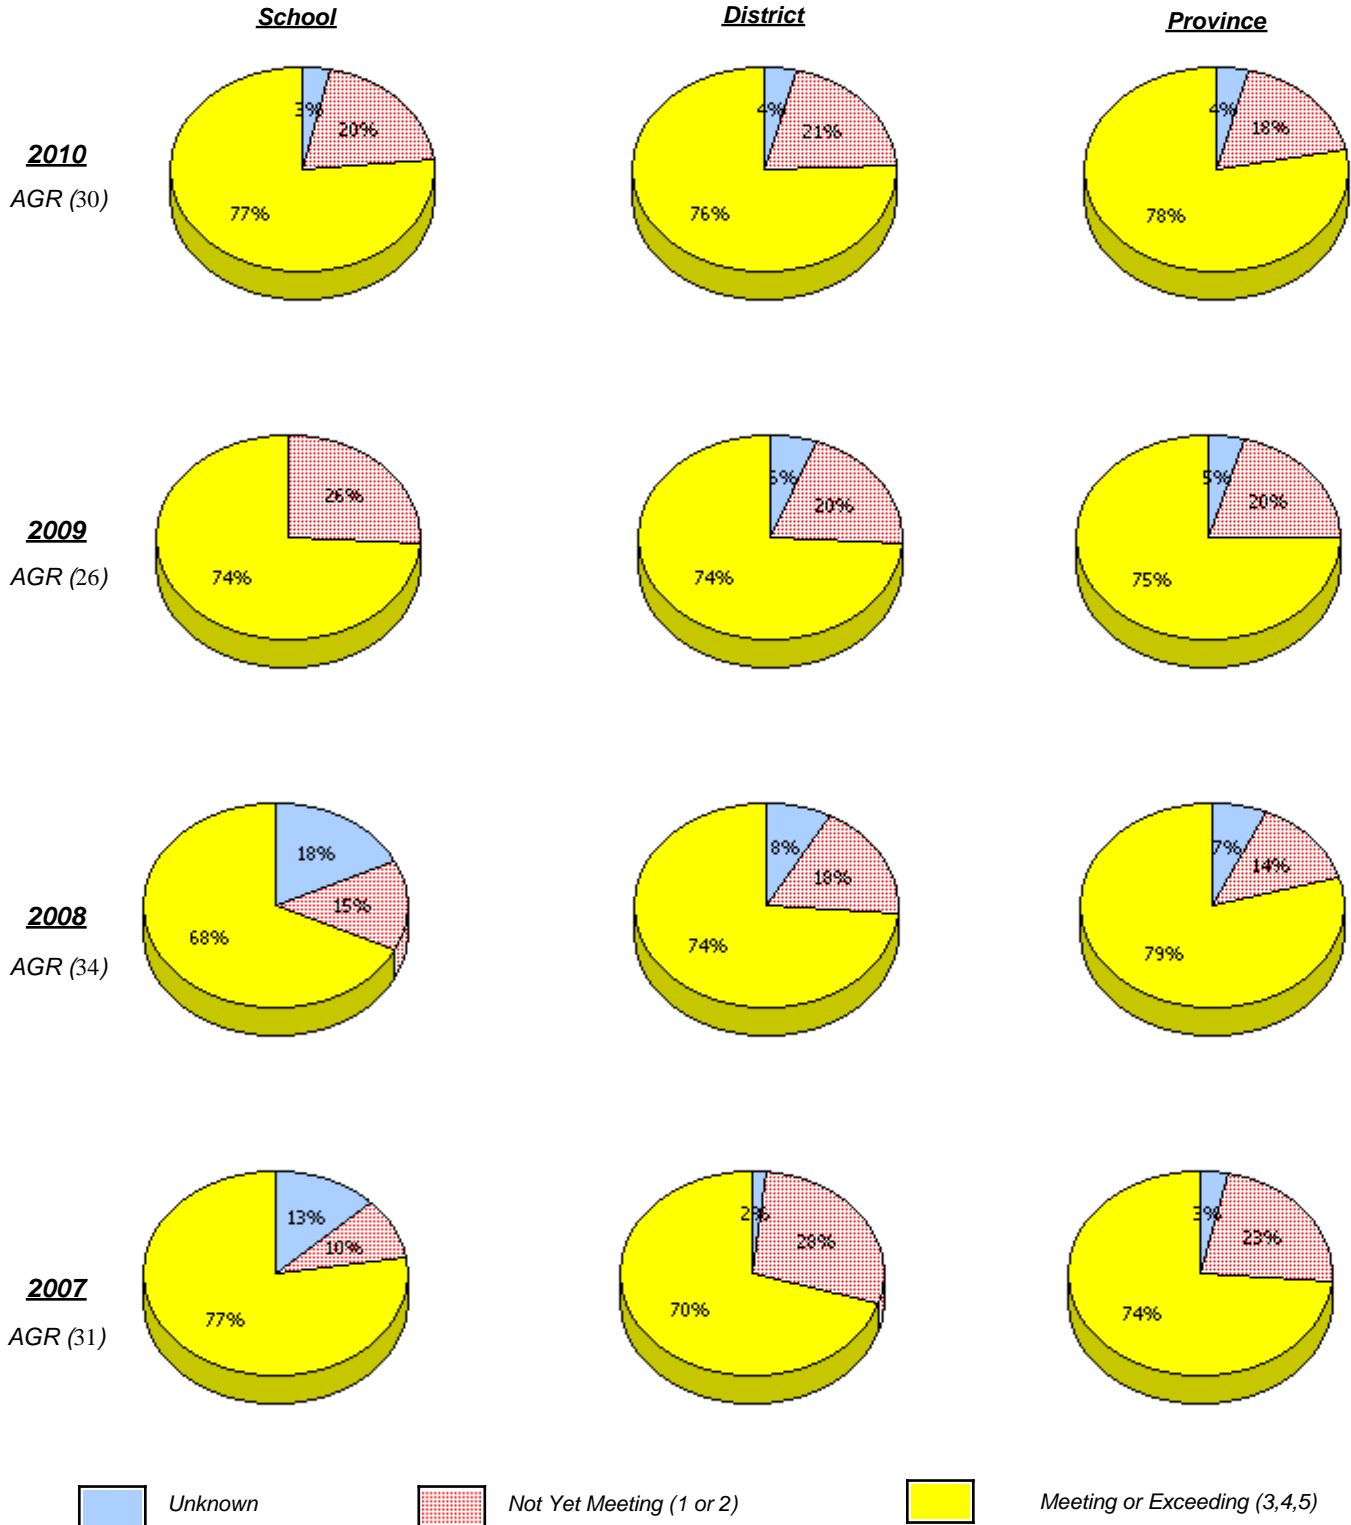 School District Province
3% 4% 4%
20% 21% 18%
2010
AGR (30)
77% 76% 78%
26% 5% 20% 5% 20%
2009
AGR (26)
74% 74% 75%
18% 8% 18% 7% 14%
15%
2008
AGR (34)
68% 74% 79%
13% 2% 28% 3% 23%
10%
2007
AGR (31)
77% 70% 74%
Unknown Not Yet Meeting (1 or 2) Meeting or Exceeding (3,4,5)